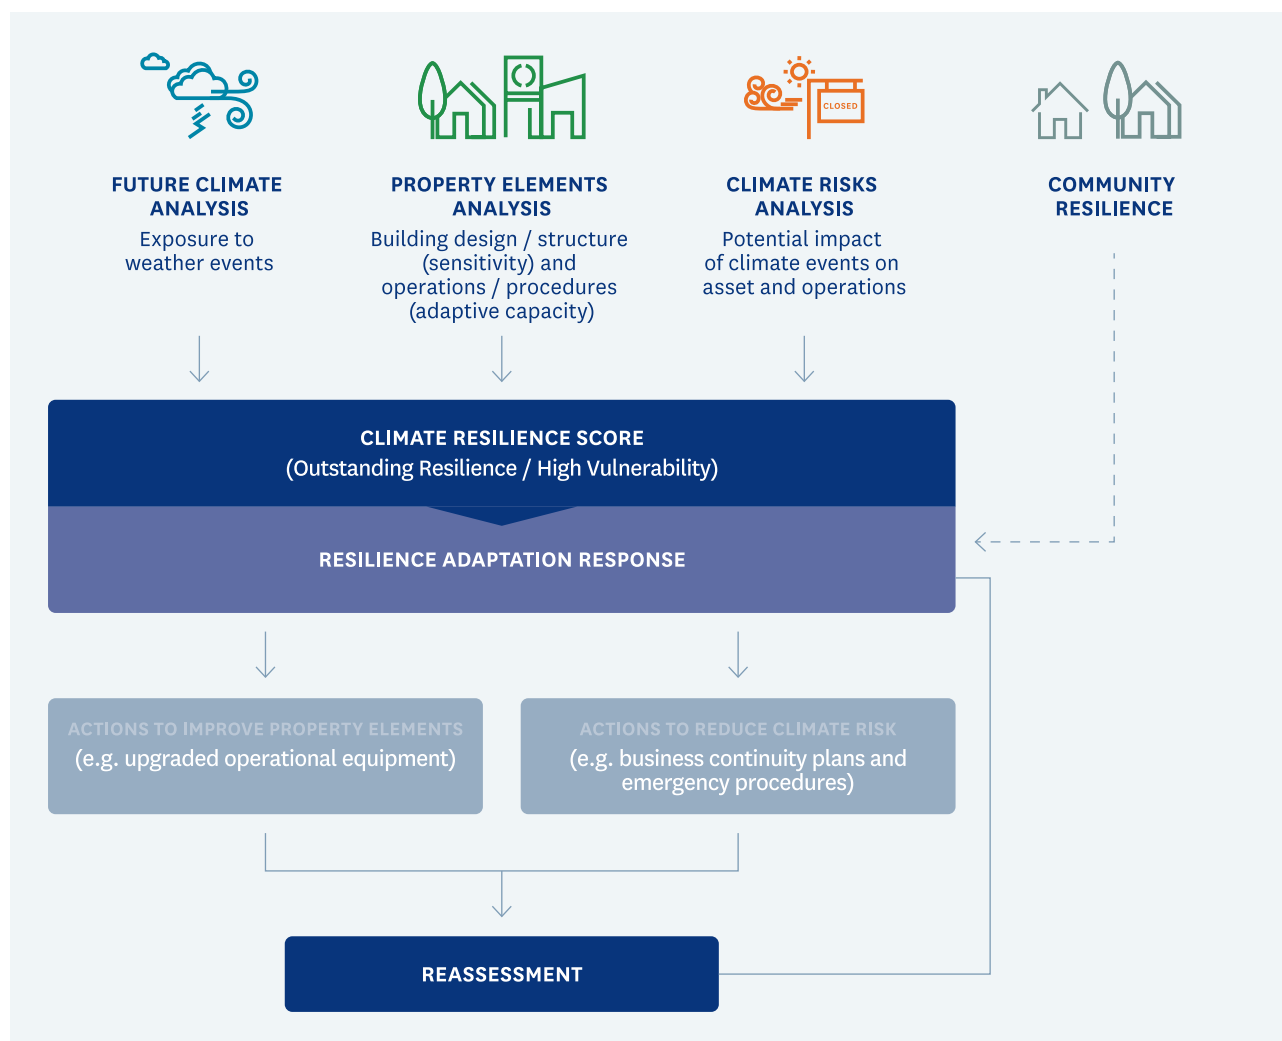 CLOSED
FUTURE CLIMATE
ANALYSIS
Exposure to
weather events
PROPERTY ELEMENTS
ANALYSIS
Building design / structure
(sensitivity) and
operations / procedures
(adaptive capacity)
CLIMATE RISKS
ANALYSIS
Potential impact
of climate events on
asset and operations
COMMUNITY
RESILIENCE
CLIMATE RESILIENCE SCORE
(Outstanding Resilience / High Vulnerability)
RESILIENCE ADAPTATION RESPONSE
ACTIONS TO IMPROVE PROPERTY ELEMENTS
(e.g. upgraded operational equipment)
ACTIONS TO REDUCE CLIMATE RISK
(e.g. business continuity plans and
emergency procedures)
REASSESSMENT